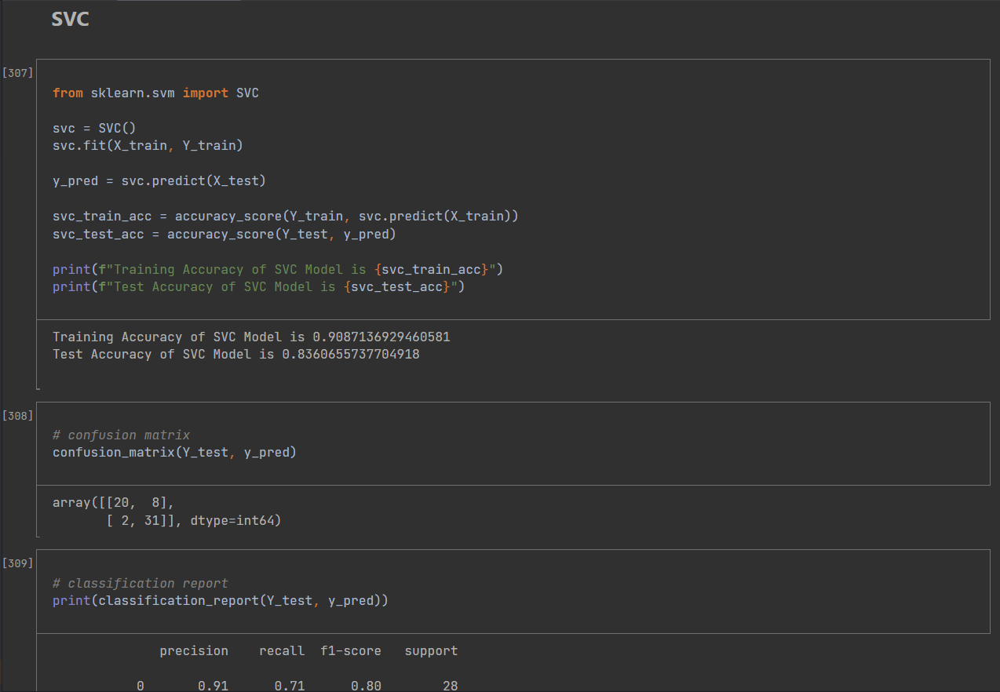 SVC
[307]
from sklearn.svm import SVC
svc = SVC()
svc.fit(X_train, Y_train)
y_pred = svc.predict(X_test)
svc_train_acc = accuracy_score(Y_train, svc.predict(X_train))
svc_test_acc = accuracy_score(Y_test, y_pred)
print(f"Training Accuracy of SVC Model is {svc_train_acc}")
print(f"Test Accuracy of SVC Model is {svc_test_acc}")
Training Accuracy of SVC Model is 0.9087136929460581
Test Accuracy of SVC Model is 0.8360655737704918
[308]
# confusion matrix
confusion_matrix(Y_test, y_pred)
array([[20,  8],
       [ 2, 31]], dtype=int64)
[309]
# classification report
print(classification_report(Y_test, y_pred))
precision    recall  f1-score   support
0       0.91      0.71      0.80        28